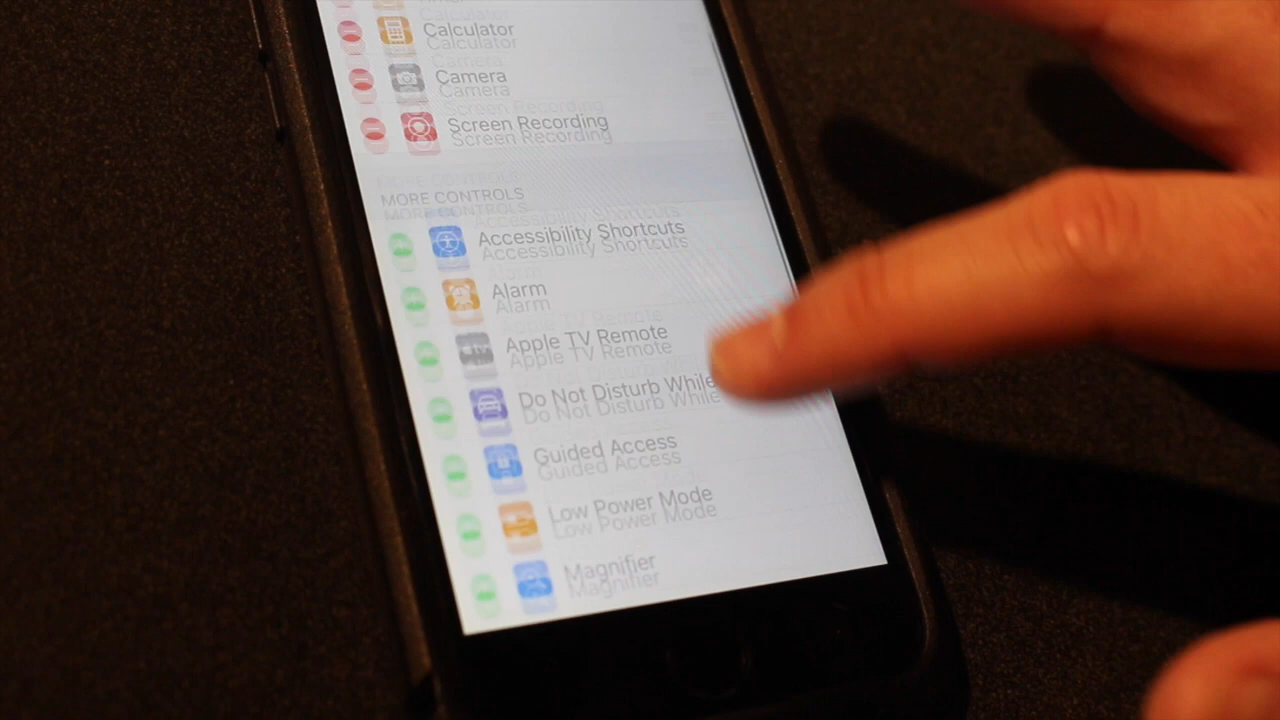 Calculator
Camera
Screen Recording
MORE CONTROLS
Accessibility Shortcuts
Alarm
Apple TV Remote
Do Not Disturb While
Guided Access
Low Power Mode
Magnifier